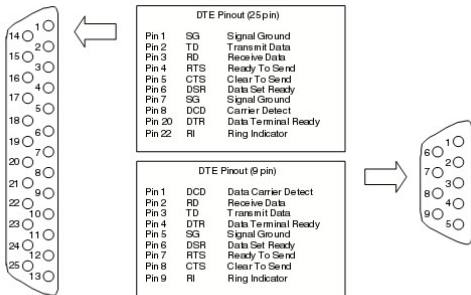 DTE Pinout (25 pin)
Pin 1 SG Signal Ground
Pin 2 TD Transmit Data
Pin 3 RD Receive Data
Pin 4 RTS Ready To Send
Pin 5 CTS Clear To Send
Pin 6 DSR Data Set Ready
Pin 7 SG Signal Ground
Pin 8 DCD Carrier Detect
Pin 20 DTR Data Terminal Ready
Pin 22 RI Ring Indicator
DTE Pinout (9 pin)
Pin 1 DCD Data Carrier Detect
Pin 2 RD Receive Data
Pin 3 TD Transmit Data
Pin 4 DTR Data Terminal Ready
Pin 5 SG Signal Ground
Pin 6 DSR Data Set Ready
Pin 7 RTS Ready To Send
Pin 8 CTS Clear To Send
Pin 9 RI Ring Indicator
1
14
2
15
3
16
4
17
5
18
6
19
7
20
8
21
9
22
10
23
11
24
12
25
13
1
6
2
7
3
8
4
9
5